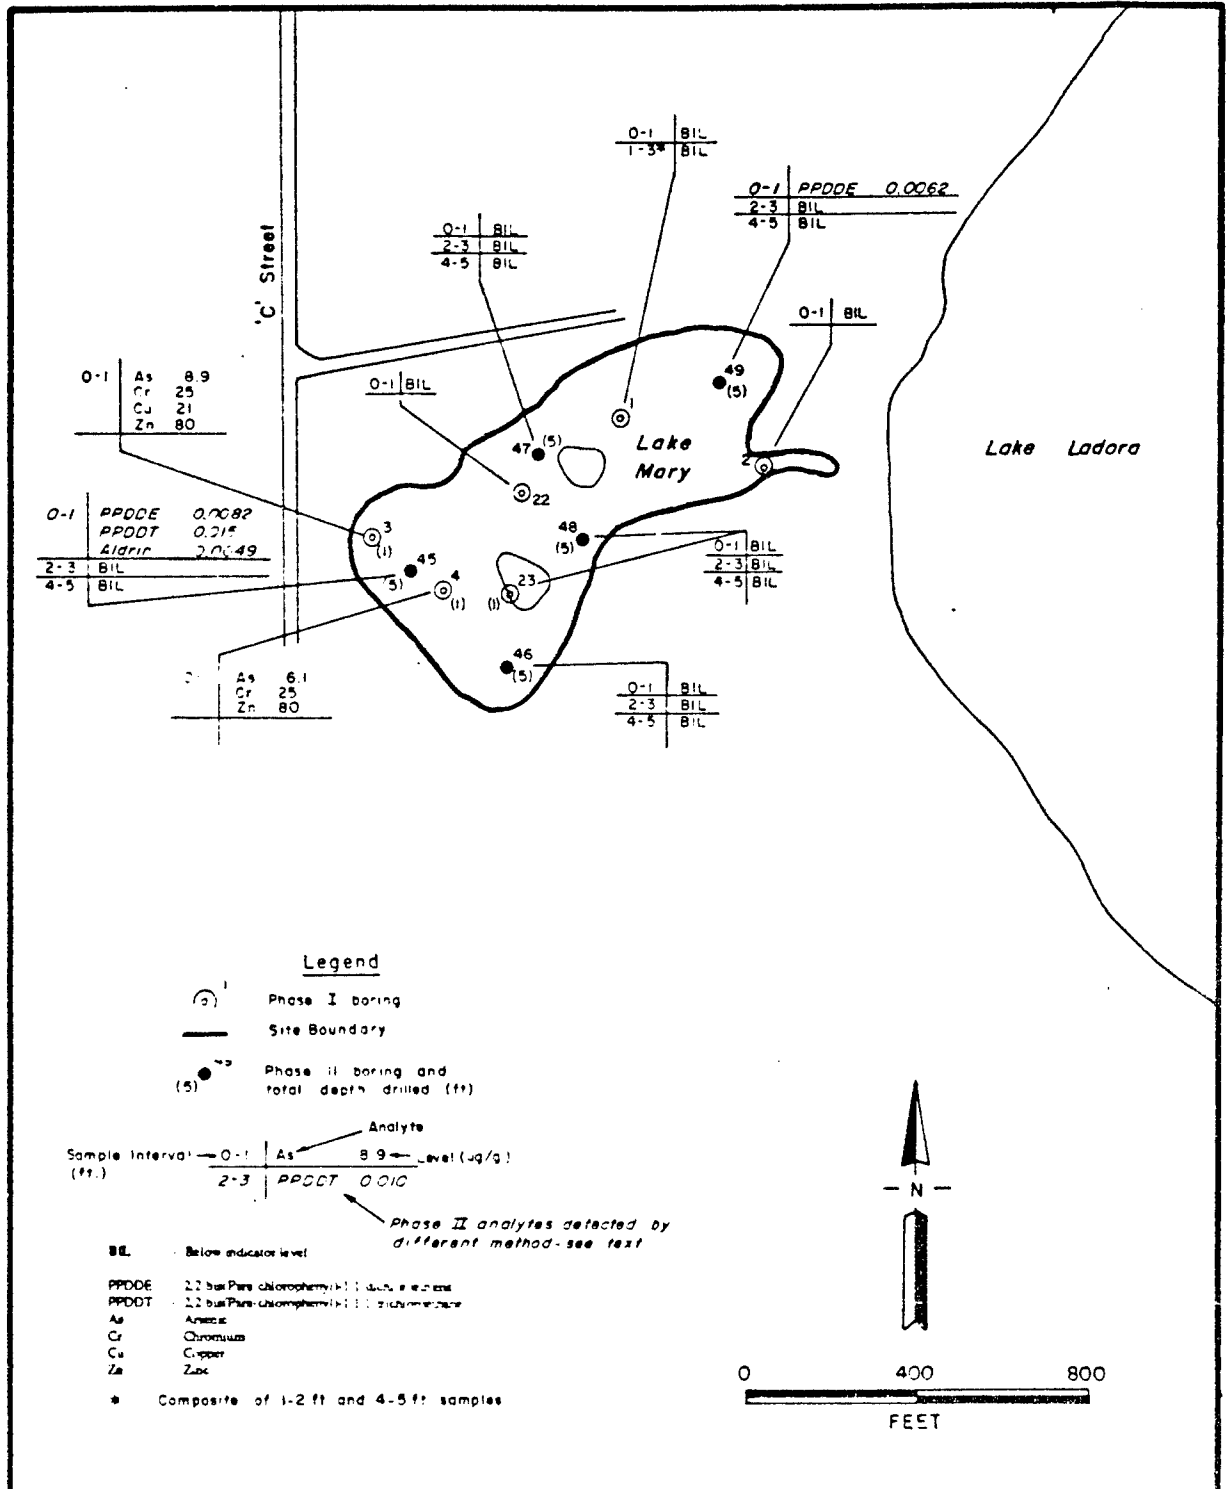 0-1 BIL
1-3* BIL
0-1 PPDDE 0.0062
2-3 BIL
4-5 BIL
0-1 BIL
2-3 BIL
4-5 BIL
'C' Street
0-1 BIL
0-1 As 8.9
Cr 25
Cu 21
Zn 80
0-1 BIL
49
(5)
1
47 (5)
Lake
Mary
2
Lake Ladora
22
0-1 PPDDE 0.0082
PPDDT 0.015
Aldrin 0.0049
2-3 BIL
4-5 BIL
3
(1)
48
(5)
0-1 BIL
2-3 BIL
4-5 BIL
45
(5)
4
(1)
23
(1)
46
(5)
As 6.1
Cr 25
Zn 80
0-1 BIL
2-3 BIL
4-5 BIL
Legend
1 Phase I boring
Site Boundary
(5) Phase II boring and
total depth drilled (ft)
Analyte
Sample Interval 0-1 As 8.9 Level (ug/g)
(ft.)
2-3 PPDDT 0.010
Phase II analytes detected by
different method-see text
BIL Below indicator level
PPDDE
PPDDT
As Arsenic
Cr Chromium
Cu Copper
Zn Zinc
* Composite of 1-2 ft and 4-5 ft samples
N
0 400 800
FEET